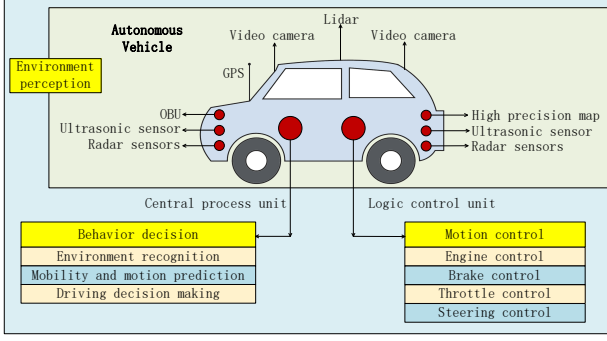 Lidar
Autonomous
Vehicle
Video camera
Video camera
Environment
perception
GPS
OBU
Ultrasonic sensor
Radar sensors
High precision map
Ultrasonic sensor
Radar sensors
Central process unit
Logic control unit
Behavior decision
Environment recognition
Mobility and motion prediction
Driving decision making
Motion control
Engine control
Brake control
Throttle control
Steering control